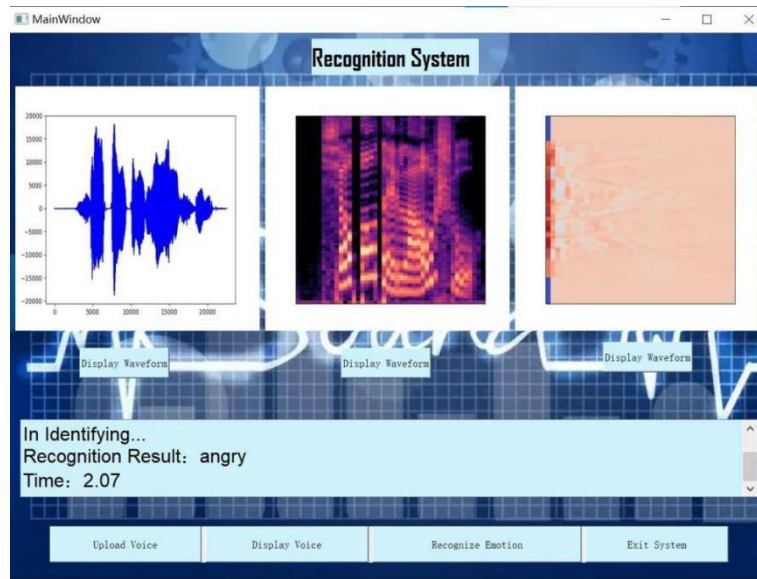 MainWindow
Recognition System
20000
15000
10000
5000
0
-5000
-10000
-15000
-20000
0 5000 10000 15000 20000
Display Waveform Display Waveform Display Waveform
In Identifying...
Recognition Result：angry
Time：2.07
Upload Voice Display Voice Recognize Emotion Exit System